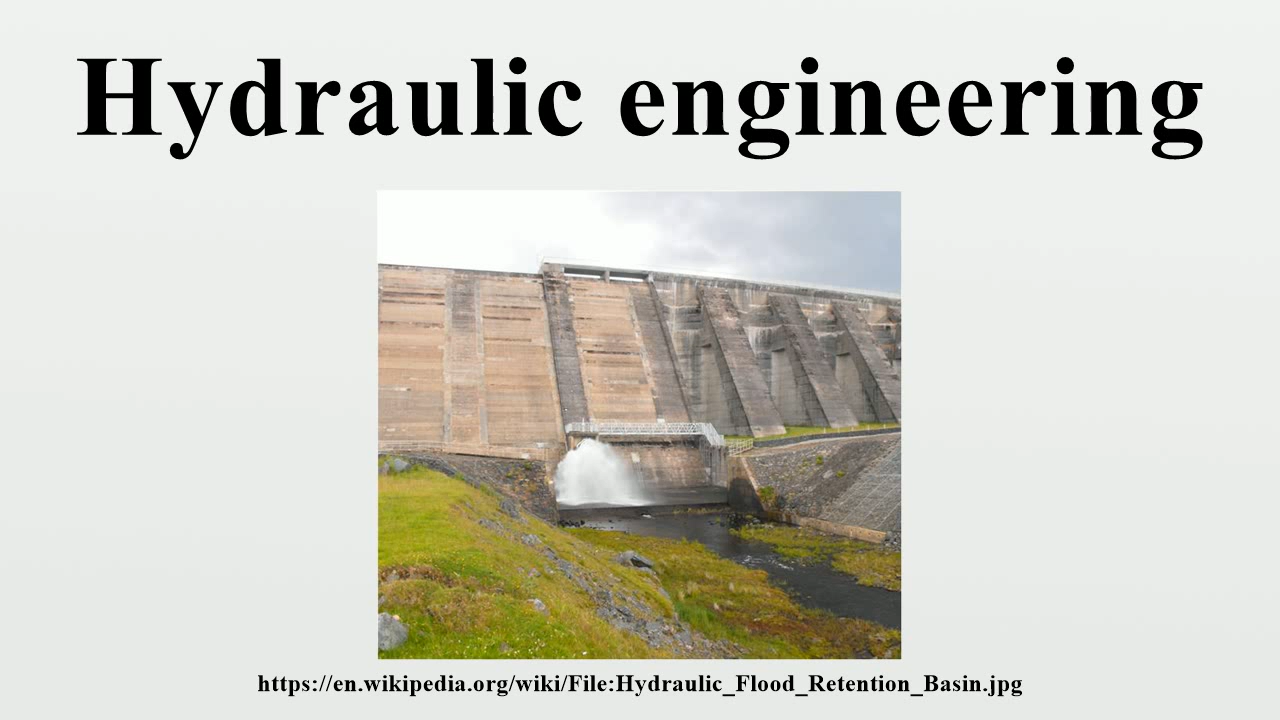 Hydraulic engineering
https://en.wikipedia.org/wiki/File:Hydraulic_Flood_Retention_Basin.jpg